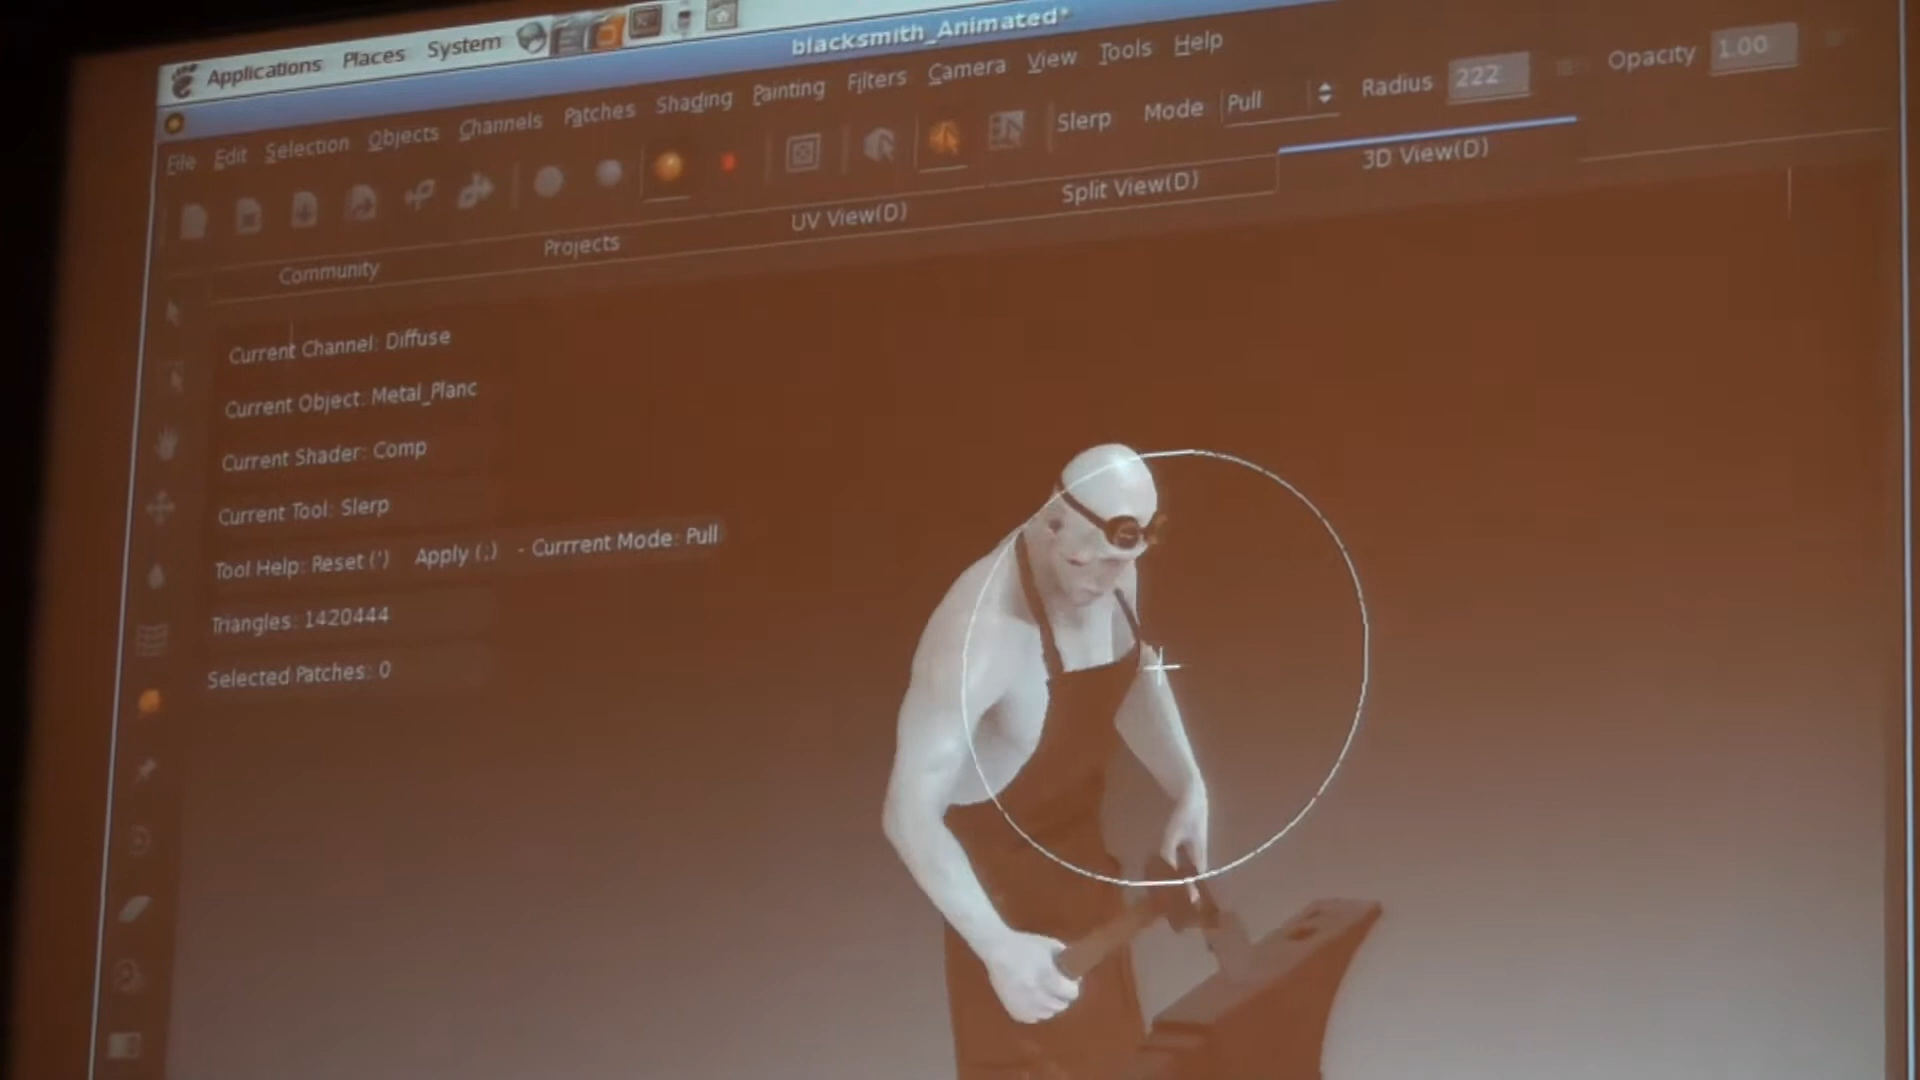 Applications Places System
blacksmith_Animated*
File Edit Selection Objects Channels Patches Shading Painting Filters Camera View Tools Help
Slerp Mode Pull Radius 222 Opacity 1.00
Community Projects UV View(D) Split View(D) 3D View(D)
Current Channel: Diffuse
Current Object: Metal_Planc
Current Shader: Comp
Current Tool: Slerp
Tool Help: Reset (') Apply (;) - Currrent Mode: Pull
Triangles: 1420444
Selected Patches: 0